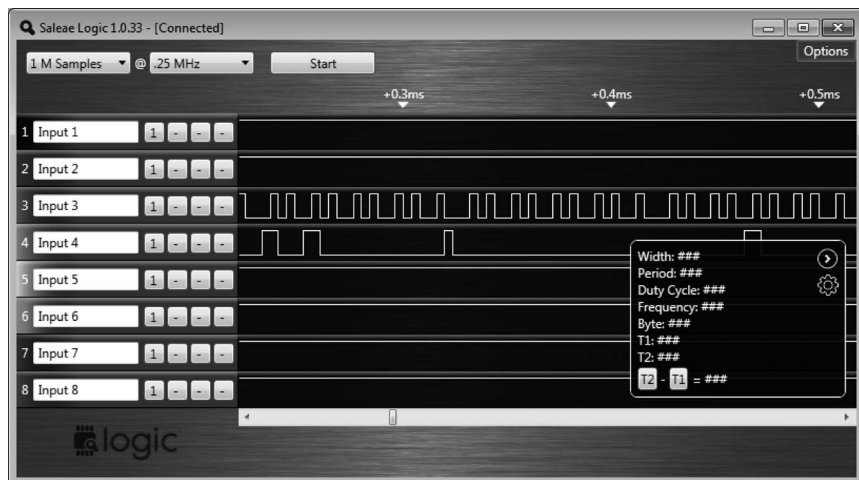 Saleae Logic 1.0.33 - [Connected]
Options
1 M Samples @ .25 MHz Start
+0.3ms +0.4ms +0.5ms
1 Input 1 1 - - -
2 Input 2 1 - - -
3 Input 3 1 - - -
4 Input 4 1 - - -
5 Input 5 1 - - -
6 Input 6 1 - - -
7 Input 7 1 - - -
8 Input 8 1 - - -
Width: ###
Period: ###
Duty Cycle: ###
Frequency: ###
Byte: ###
T1: ###
T2: ###
T2 - T1 = ###
logic